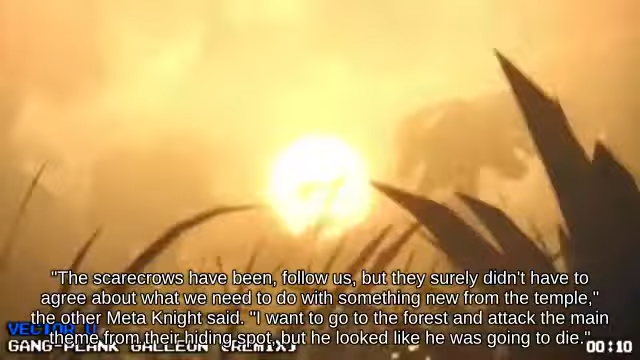 "The scarecrows have been, follow us, but they surely didn't have to
agree about what we need to do with something new from the temple,"
the other Meta Knight said. "I want to go to the forest and attack the main
theme from their hiding spot, but he looked like he was going to die."
VECTOR U
GANG-PLANK GALLEON [REMIX]
00:10